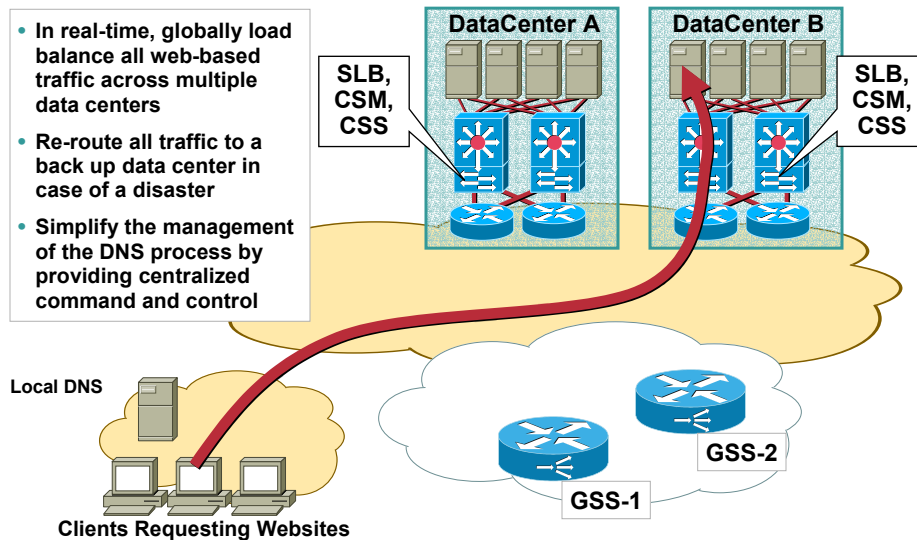 DataCenter A
DataCenter B
• In real-time, globally load
balance all web-based
traffic across multiple
data centers
• Re-route all traffic to a
back up data center in
case of a disaster
• Simplify the management
of the DNS process by
providing centralized
command and control
SLB,
CSM,
CSS
SLB,
CSM,
CSS
Local DNS
GSS-2
GSS-1
Clients Requesting Websites